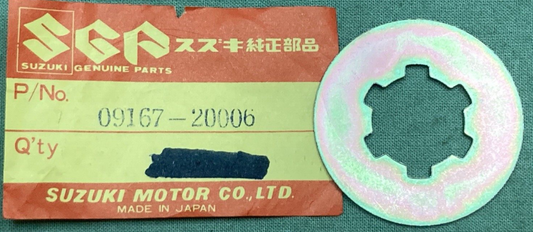 SGP スズキ純正部品
SUZUKI GENUINE PARTS
P/No.
09167-20006
Q'ty
SUZUKI MOTOR CO.,LTD.
MADE IN JAPAN